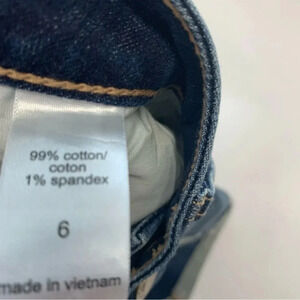 99% cotton/
coton
1% spandex
6
made in vietnam